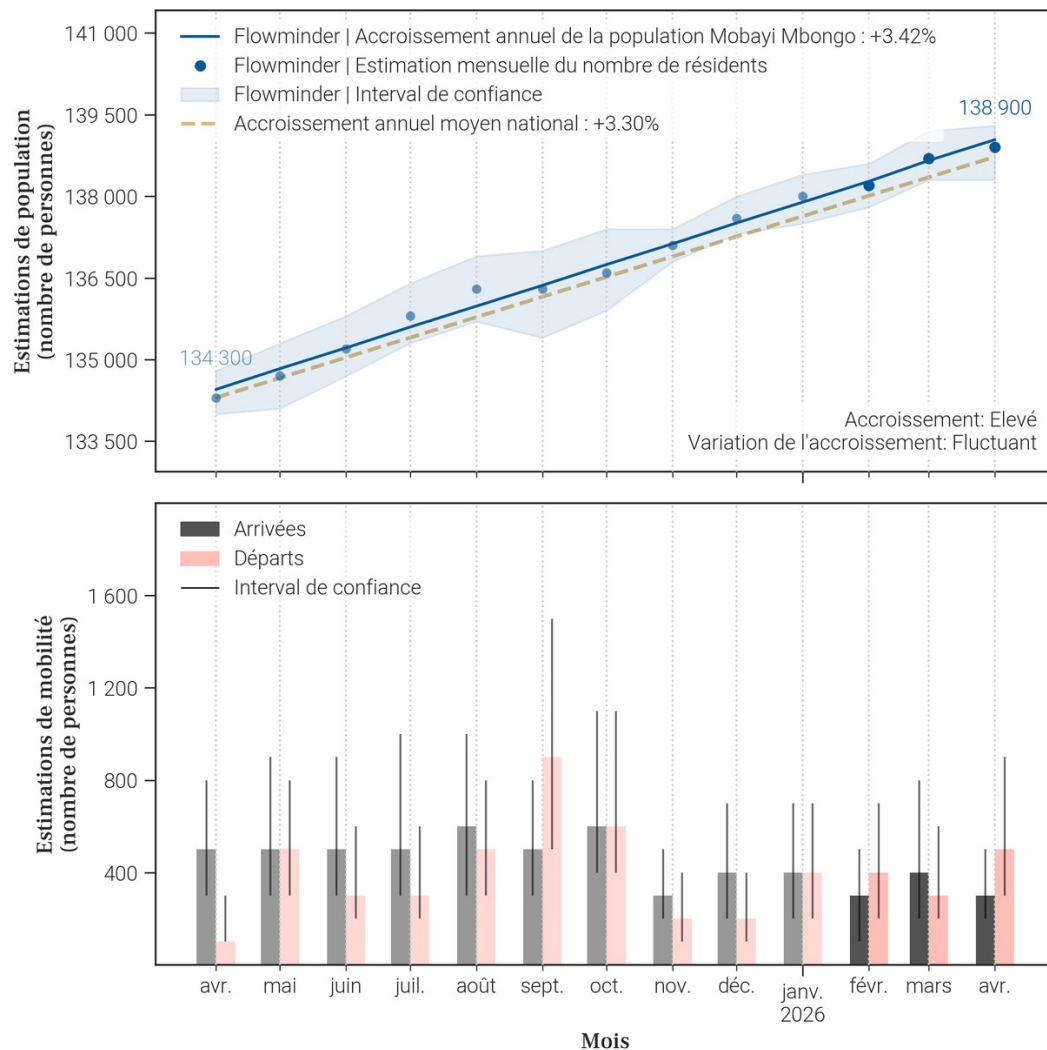 141 000
139 500
138 000
136 500
135 000
133 500
Estimations de population
(nombre de personnes)
Flowminder | Accroissement annuel de la population Mobayi Mbongo : +3.42%
Flowminder | Estimation mensuelle du nombre de résidents
Flowminder | Interval de confiance
Accroissement annuel moyen national : +3.30%
138 900
134 300
Accroissement: Elevé
Variation de l'accroissement: Fluctuant
Arrivées
Départs
Interval de confiance
1 600
1 200
800
400
Estimations de mobilité
(nombre de personnes)
avr. mai juin juil. août sept. oct. nov. déc. janv. févr. mars avr.
2026
Mois